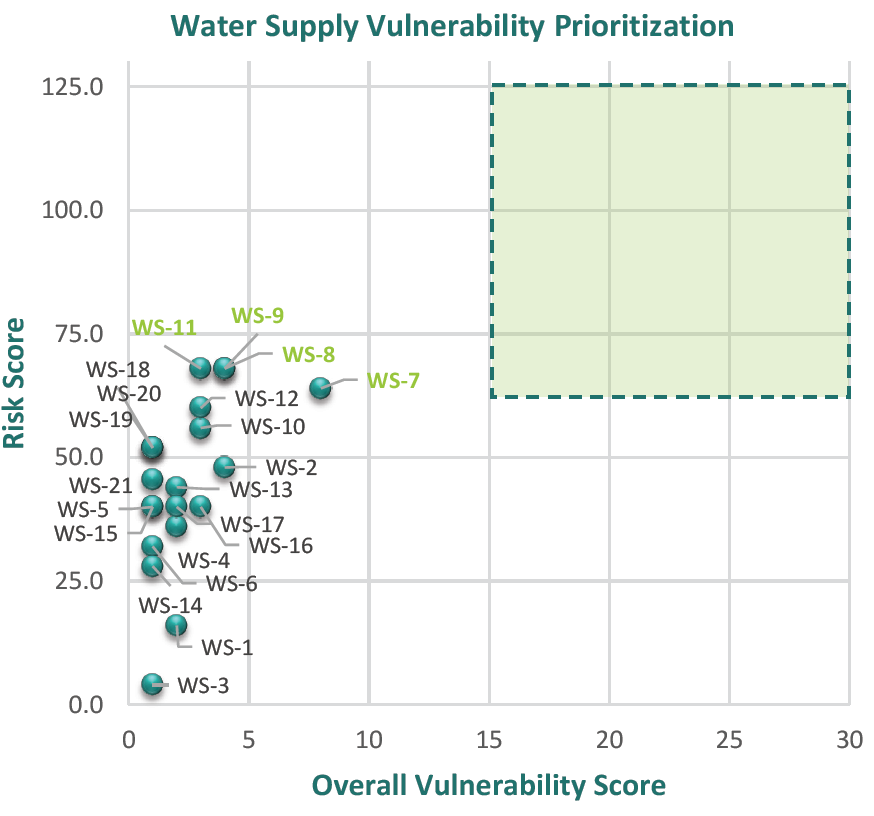 Water Supply Vulnerability Prioritization
125.0
100.0
75.0
50.0
25.0
0.0
Risk Score
WS-9
WS-11
WS-8
WS-18
WS-7
WS-20
WS-12
WS-19
WS-10
WS-2
WS-21
WS-13
WS-5
WS-17
WS-15
WS-16
WS-4
WS-6
WS-14
WS-1
WS-3
0
5
10
15
20
25
30
Overall Vulnerability Score